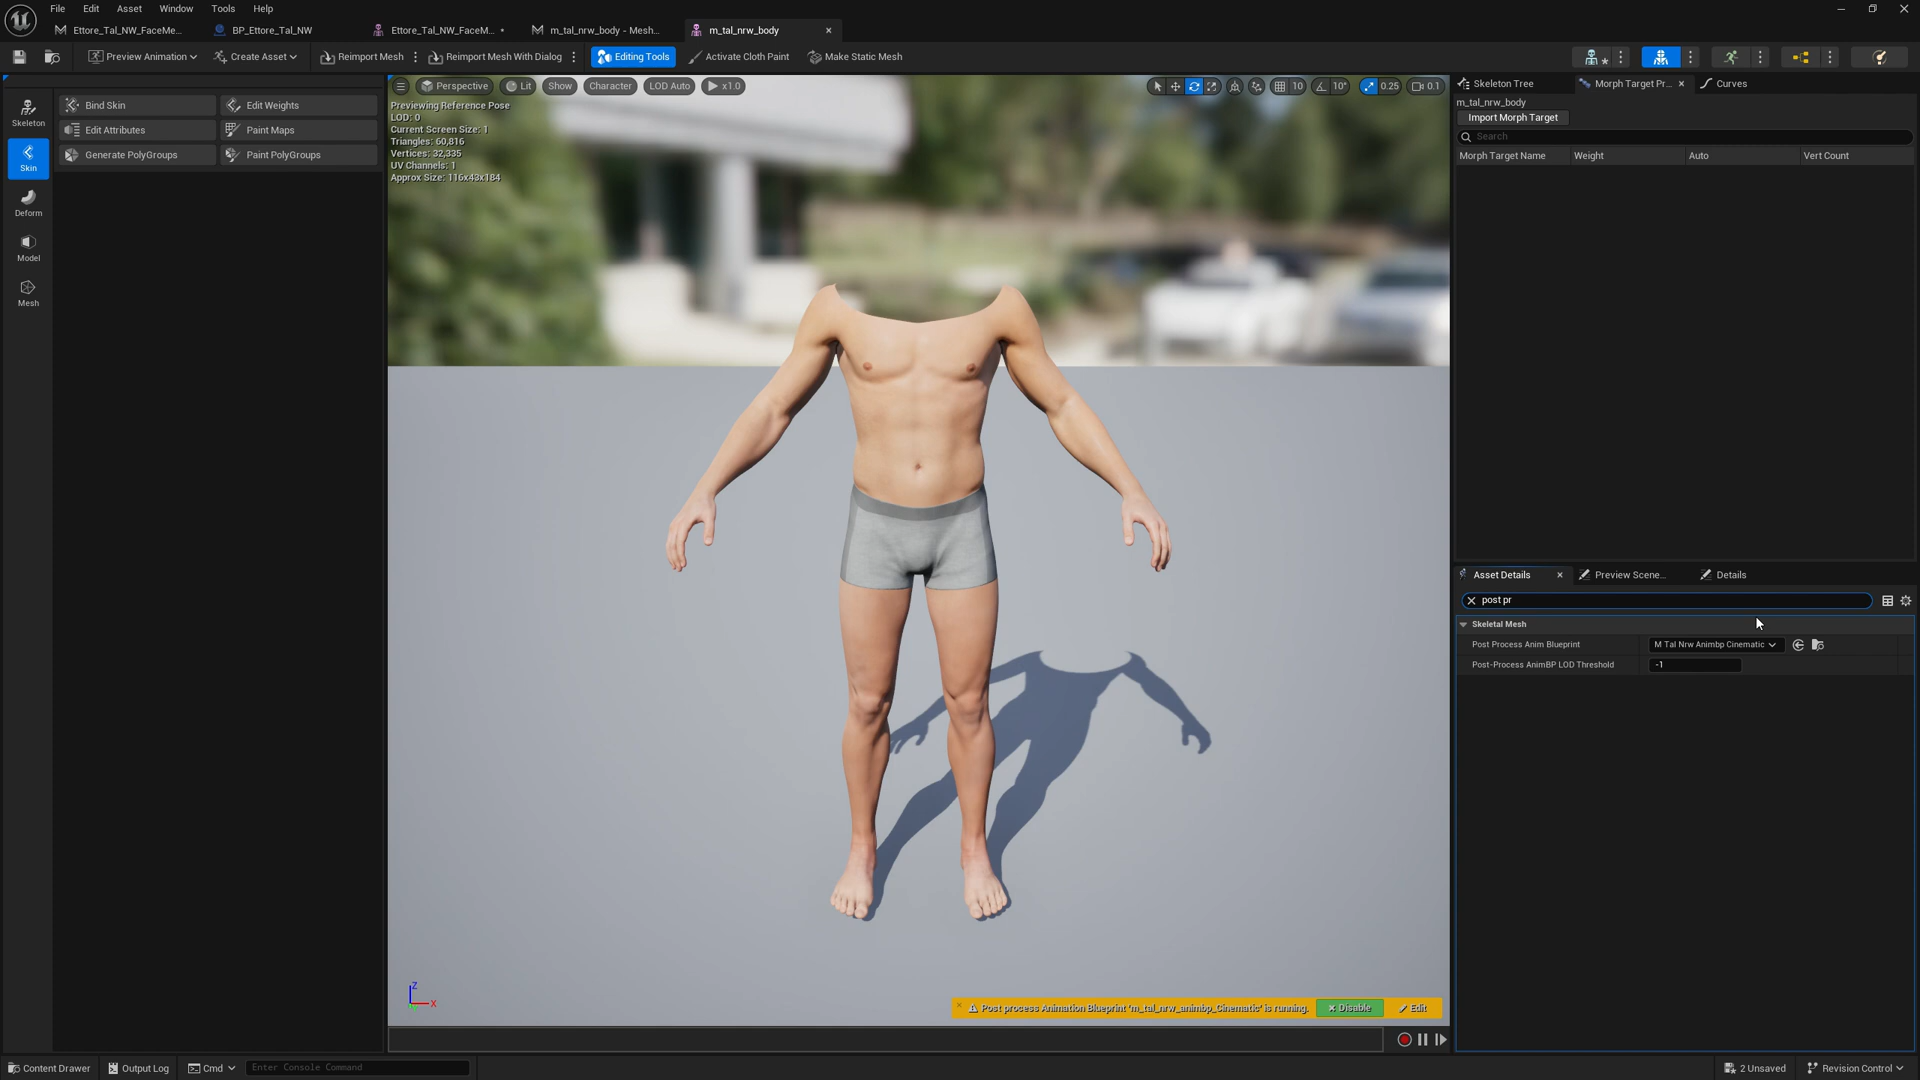 File Edit Asset Window Tools Help
Ettore_Tal_NW_FaceMe... BP_Ettore_Tal_NW Ettore_Tal_NW_FaceM... • m_tal_nrw_body - Mesh... m_tal_nrw_body
Preview Animation Create Asset Reimport Mesh Reimport Mesh With Dialog Editing Tools Activate Cloth Paint Make Static Mesh
Skeleton
Skin
Deform
Model
Mesh
Bind Skin Edit Weights
Edit Attributes Paint Maps
Generate PolyGroups Paint PolyGroups
Perspective Lit Show Character LOD Auto x1.0 10 10° 0.25 0.1
Previewing Reference Pose
LOD: 0
Current Screen Size: 1
Triangles: 60,816
Vertices: 32,335
UV Channels: 1
Approx Size: 116x43x184
Z
X
Post process Animation Blueprint 'm_tal_nrw_animbp_Cinematic' is running. Disable Edit
Skeleton Tree Morph Target Pr... Curves
m_tal_nrw_body
Import Morph Target
Search
Morph Target Name Weight Auto Vert Count
Asset Details Preview Scene... Details
post pr
Skeletal Mesh
Post Process Anim Blueprint M Tal Nrw Animbp Cinematic
Post-Process AnimBP LOD Threshold -1
Content Drawer Output Log Cmd Enter Console Command 2 Unsaved Revision Control